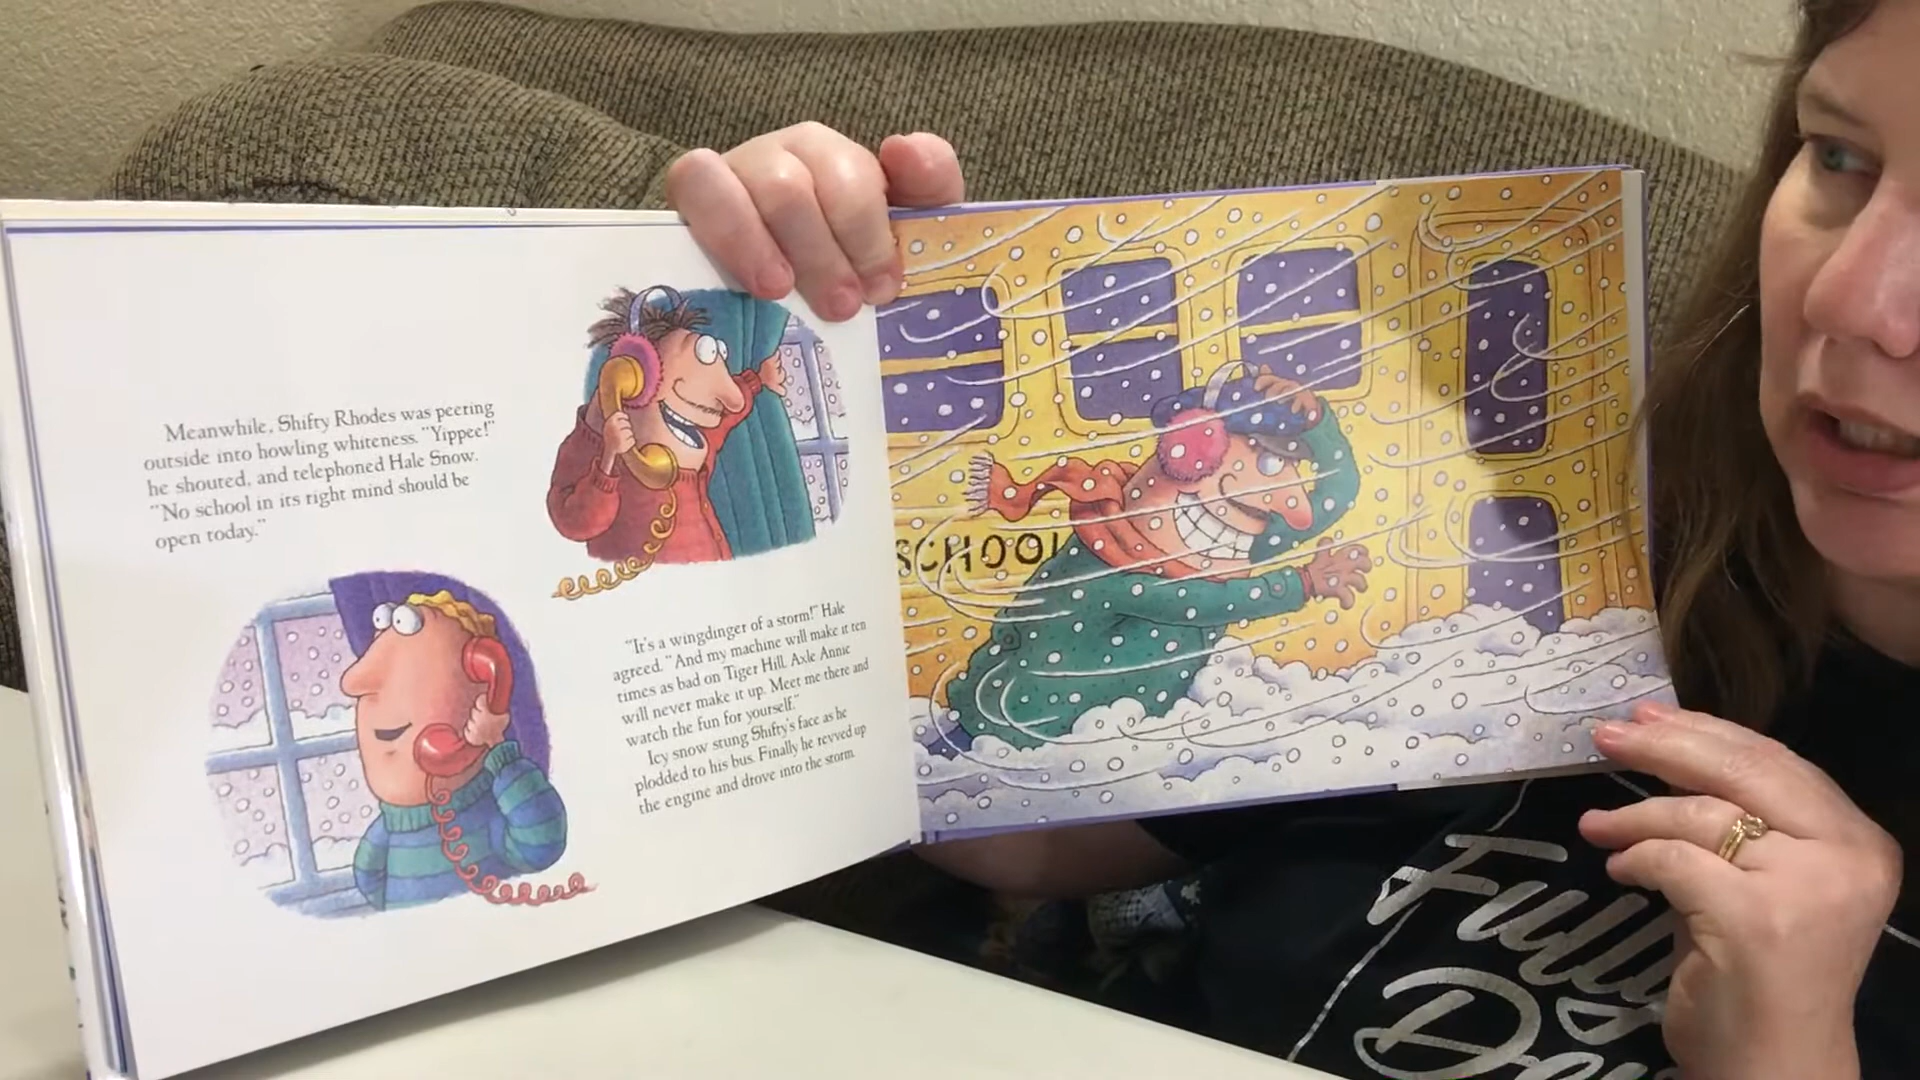 Meanwhile, Shifty Rhodes was peering
outside into howling whiteness. "Yippee!"
he shouted, and telephoned Hale Snow.
"No school in its right mind should be
open today."
"It's a wingdinger of a storm!" Hale
agreed. "And my machine will make it ten
times as bad on Tiger Hill. Axle Annie
will never make it up. Meet me there and
watch the fun for yourself."
Icy snow stung Shifty's face as he
plodded to his bus. Finally he revved up
the engine and drove into the storm.
SCHOOL
Fully